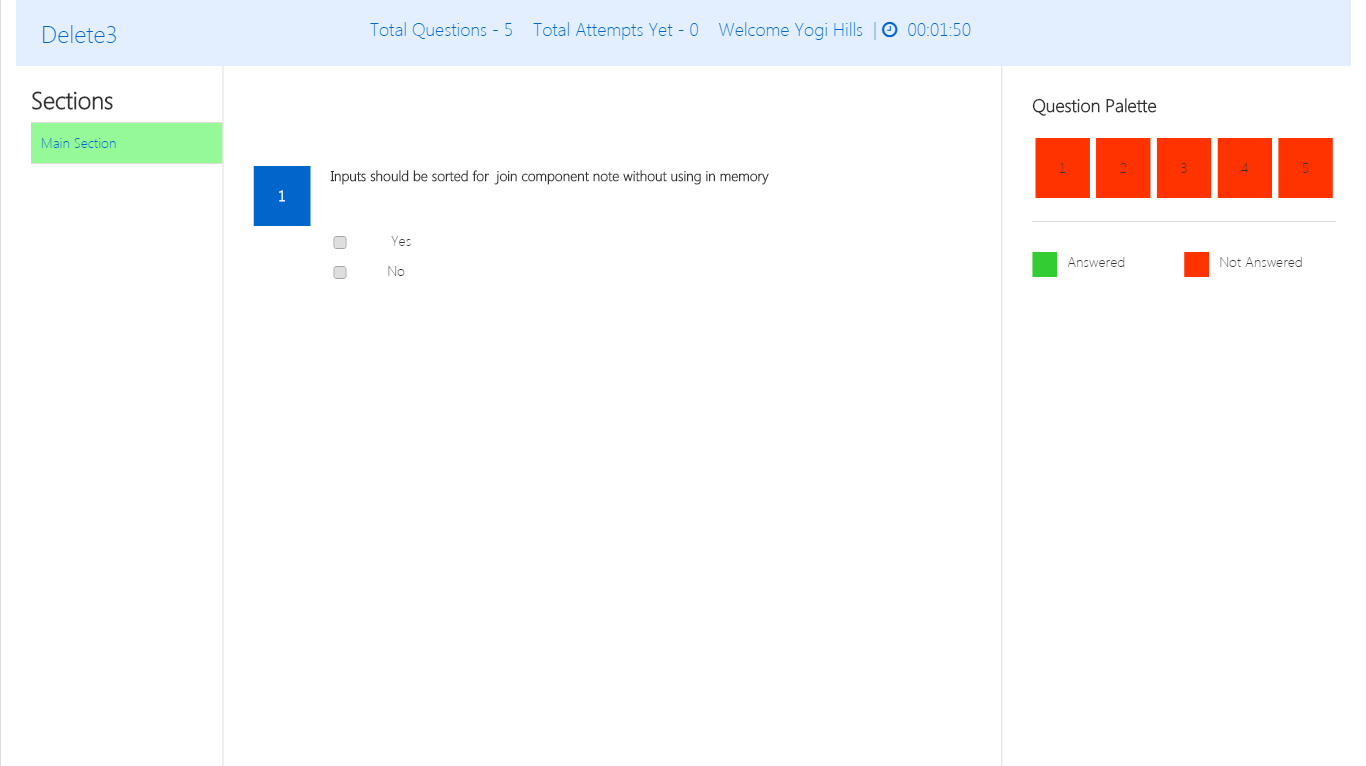 Delete3
Total Questions - 5 Total Attempts Yet - 0 Welcome Yogi Hills | 00:01:50
Sections
Main Section
1
Inputs should be sorted for join component note without using in memory
Yes
No
Question Palette
1 2 3 4 5
Answered Not Answered